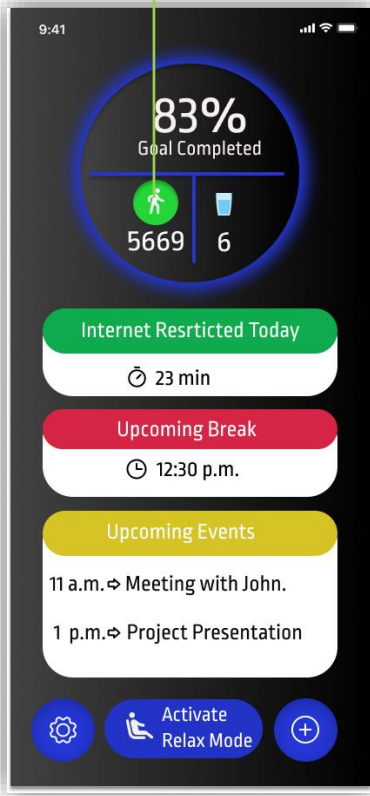 9:41
83%
Goal Completed
5669 6
Internet Resrticted Today
23 min
Upcoming Break
12:30 p.m.
Upcoming Events
11 a.m.⇨ Meeting with John.
1 p.m.⇨ Project Presentation
Activate
Relax Mode